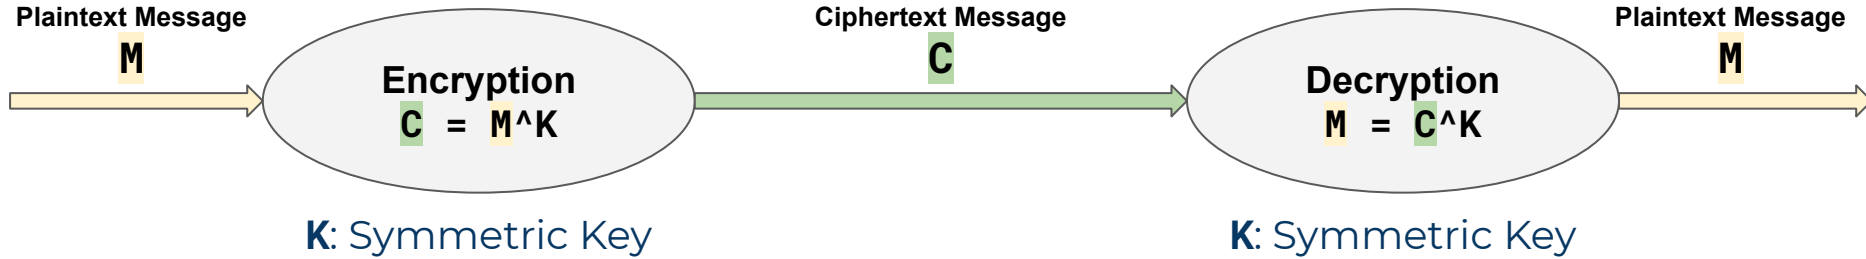 Plaintext Message
M
Encryption
C = M^K
K: Symmetric Key
Ciphertext Message
C
Decryption
M = C^K
K: Symmetric Key
Plaintext Message
M